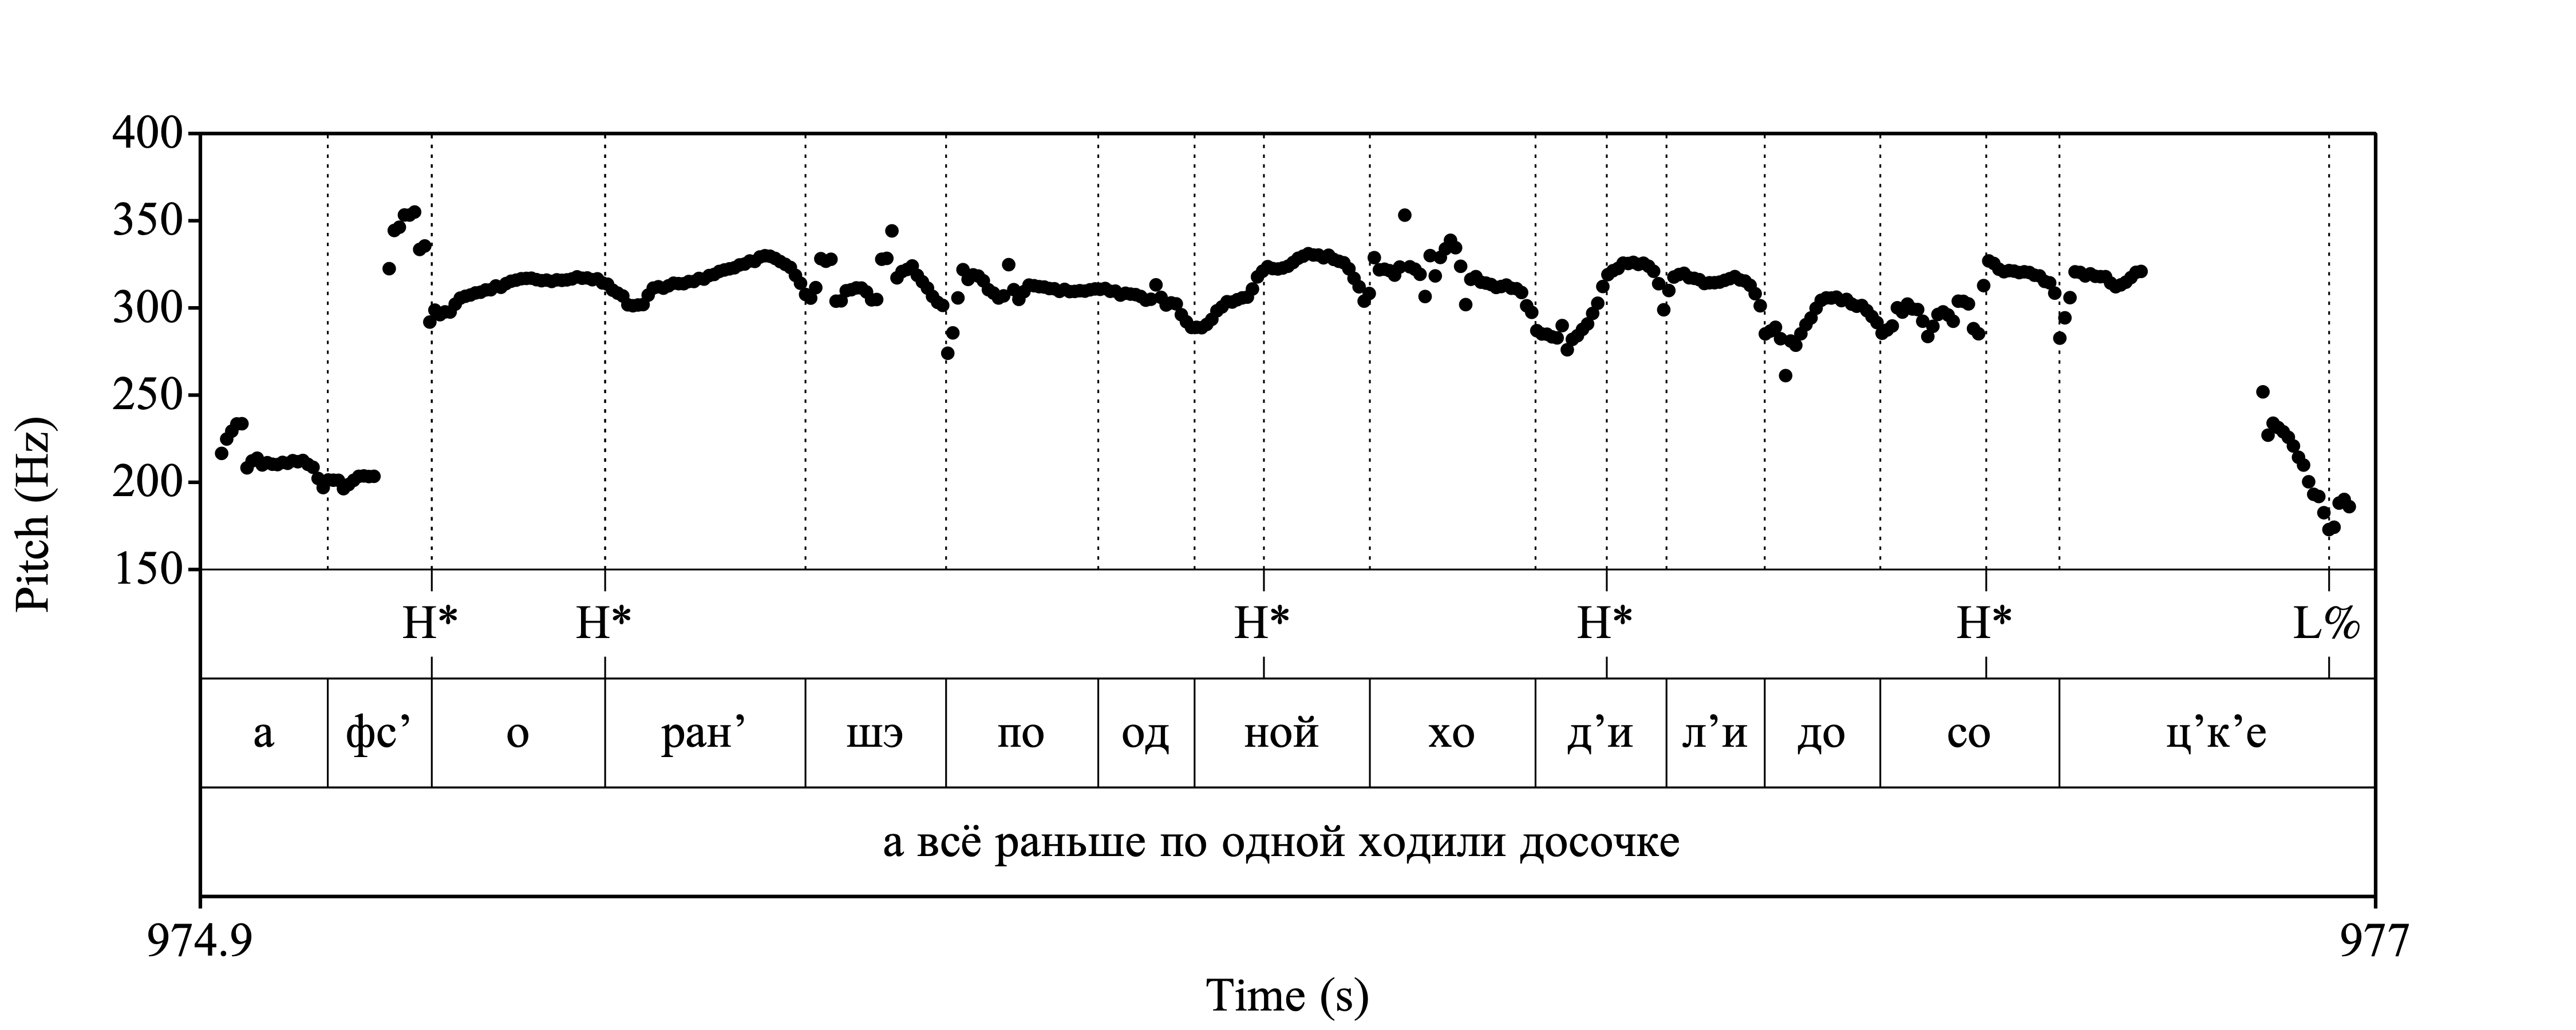 400
350
300
250
200
150
Pitch (Hz)
H* H* H* H* H* L%
а фс’ о ран’ шэ по од ной хо д’и л’и до со ц’к’е
а всё раньше по одной ходили досочке
974.9 977
Time (s)